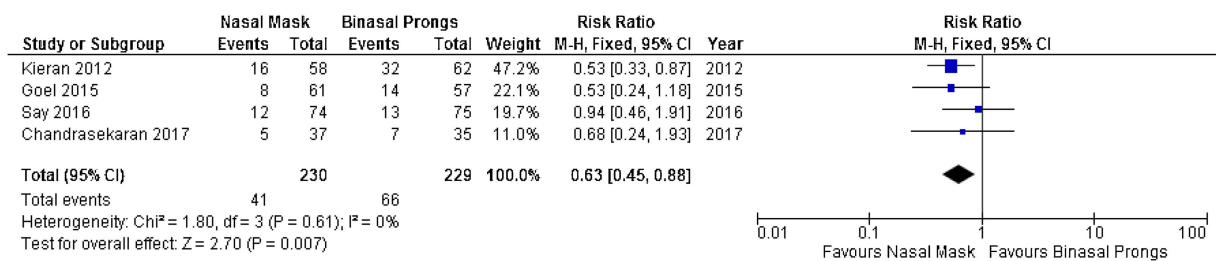 Nasal Mask Binasal Prongs Risk Ratio Risk Ratio
Study or Subgroup Events Total Events Total Weight M-H, Fixed, 95% CI Year M-H, Fixed, 95% CI
Kieran 2012 16 58 32 62 47.2% 0.53 [0.33, 0.87] 2012
Goel 2015 8 61 14 57 22.1% 0.53 [0.24, 1.18] 2015
Say 2016 12 74 13 75 19.7% 0.94 [0.46, 1.91] 2016
Chandrasekaran 2017 5 37 7 35 11.0% 0.68 [0.24, 1.93] 2017
Total (95% CI) 230 229 100.0% 0.63 [0.45, 0.88]
Total events 41 66
Heterogeneity: Chi² = 1.80, df = 3 (P = 0.61); I² = 0%
Test for overall effect: Z = 2.70 (P = 0.007)
0.01 0.1 1 10 100
Favours Nasal Mask Favours Binasal Prongs